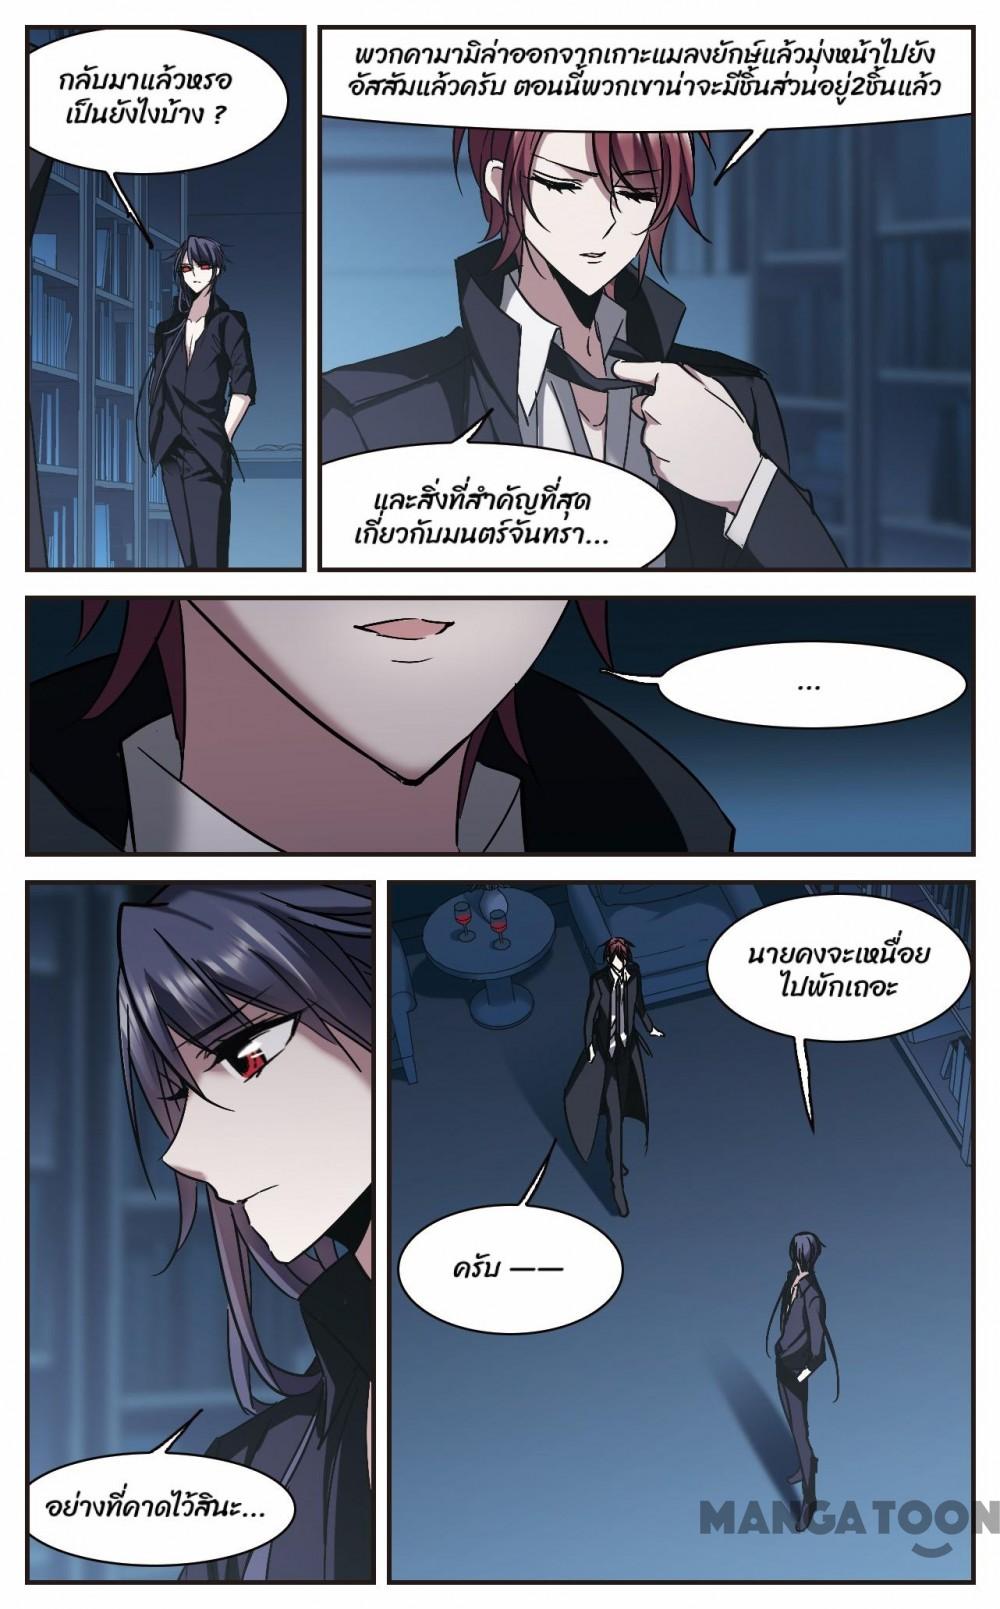 กลับมาแล้วหรอ
เป็นยังไงบ้าง ?
พวกคามามิล่าออกจากเกาะแมลงยักษ์แล้วมุ่งหน้าไปยัง
อัสสัมแล้วครับ ตอนนี้พวกเขาน่าจะมีชิ้นส่วนอยู่2ชิ้นแล้ว
และสิ่งที่สำคัญที่สุด
เกี่ยวกับมนตร์จันทรา...
...
อย่างที่คาดไว้สินะ...
นายคงจะเหนื่อย
ไปพักเถอะ
ครับ ——
MANGATOON